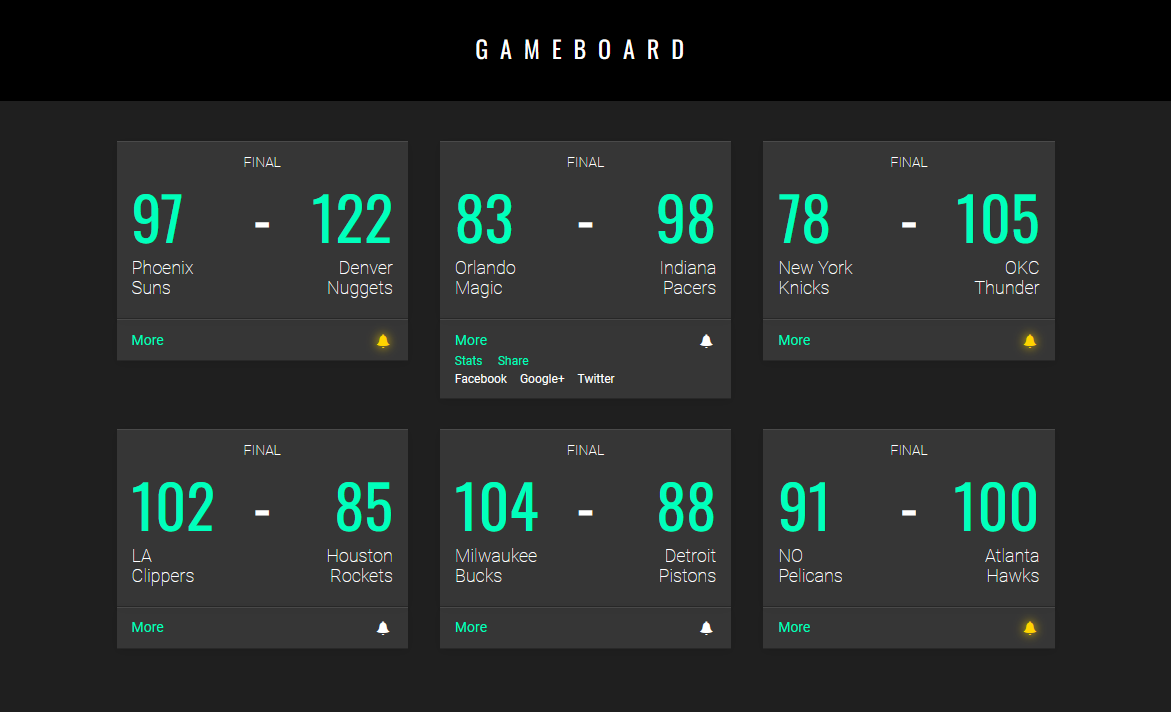 GAMEBOARD
FINAL
97 - 122
Phoenix Suns
Denver Nuggets
More
FINAL
83 - 98
Orlando Magic
Indiana Pacers
More
Stats Share
Facebook Google+ Twitter
FINAL
78 - 105
New York Knicks
OKC Thunder
More
FINAL
102 - 85
LA Clippers
Houston Rockets
More
FINAL
104 - 88
Milwaukee Bucks
Detroit Pistons
More
FINAL
91 - 100
NO Pelicans
Atlanta Hawks
More